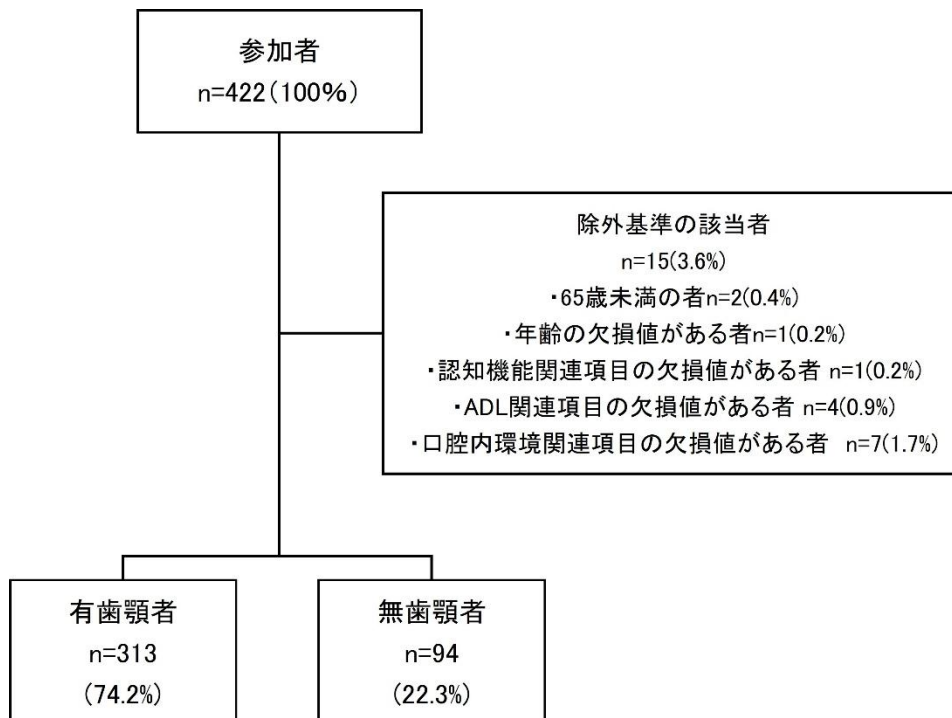 参加者
n=422(100%)
除外基準の該当者
n=15(3.6%)
・65歳未満の者n=2(0.4%)
・年齢の欠損値がある者n=1(0.2%)
・認知機能関連項目の欠損値がある者 n=1(0.2%)
・ADL関連項目の欠損値がある者 n=4(0.9%)
・口腔内環境関連項目の欠損値がある者 n=7(1.7%)
有歯顎者
n=313
(74.2%)
無歯顎者
n=94
(22.3%)